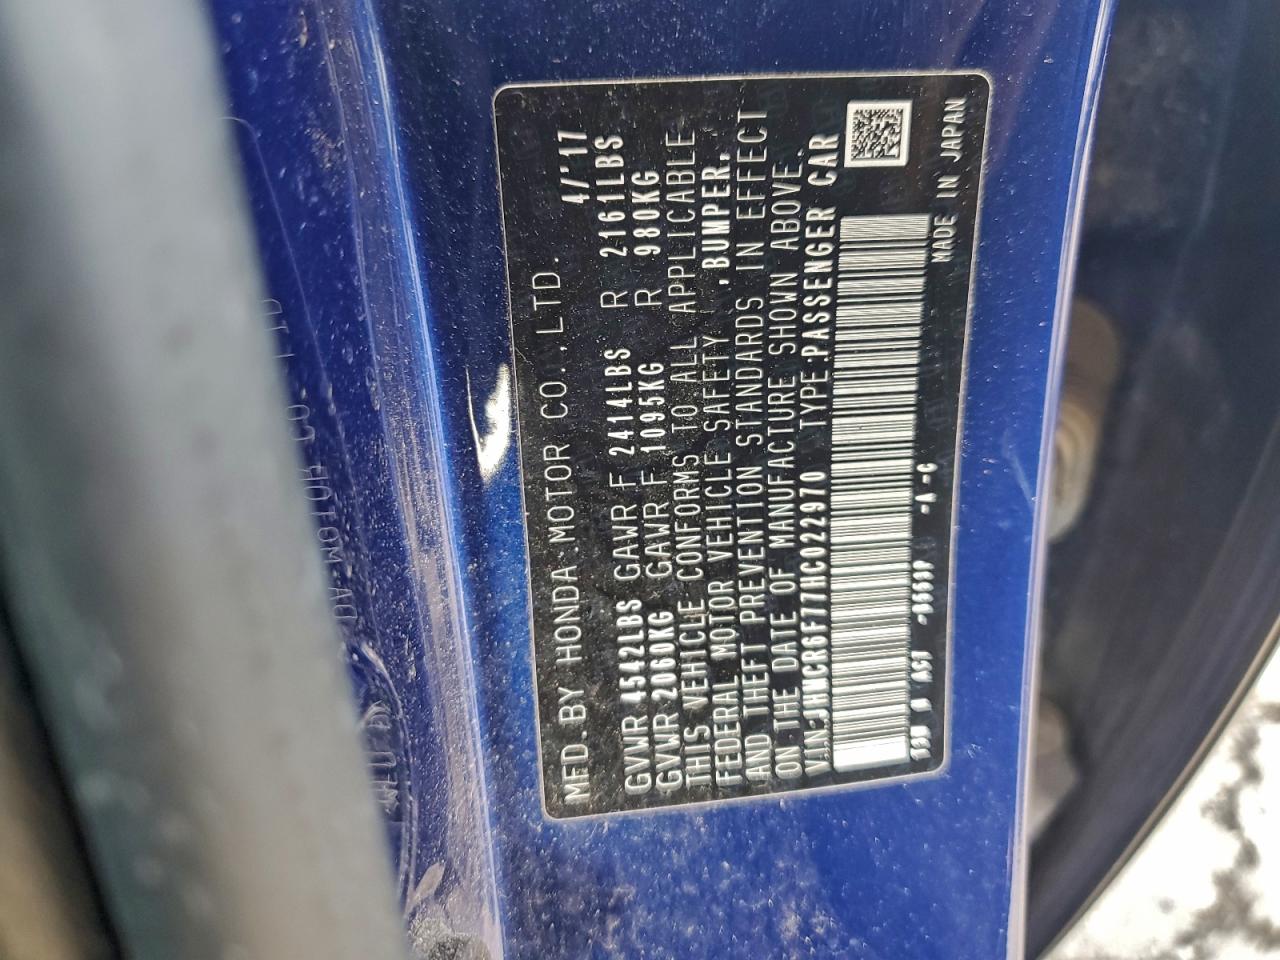 MFD. BY HONDA MOTOR CO.,LTD. 4/'17
GVWR 4542LBS GAWR F 2414LBS R 2161LBS
GVWR 2060KG GAWR F 1095KG R 980KG
THIS VEHICLE CONFORMS TO ALL APPLICABLE
FEDERAL MOTOR VEHICLE SAFETY ,BUMPER,
AND THEFT PREVENTION STANDARDS IN EFFECT
ON THE DATE OF MANUFACTURE SHOWN ABOVE.
V.I.N.:JHMCR6F77HC022970 TYPE:PASSENGER CAR
-A-C
MADE IN JAPAN